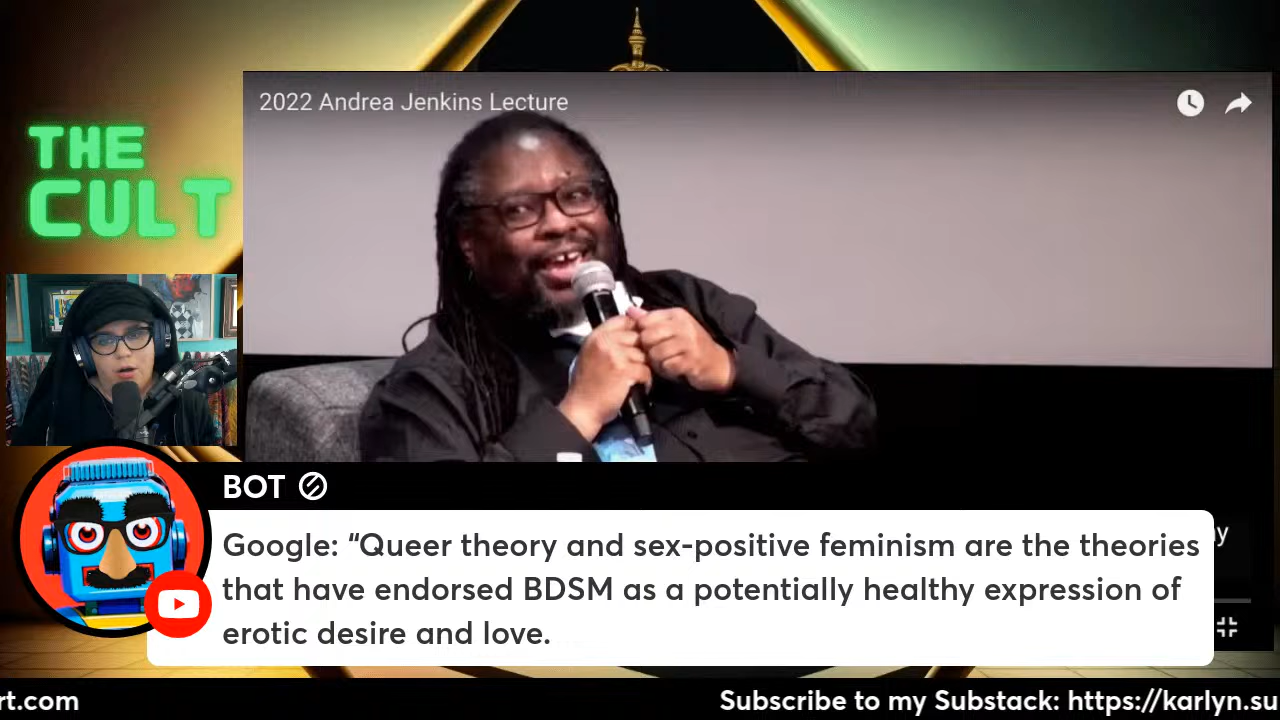 2022 Andrea Jenkins Lecture
THE
CULT
BOT
Google: “Queer theory and sex-positive feminism are the theories
that have endorsed BDSM as a potentially healthy expression of
erotic desire and love.
rt.com
Subscribe to my Substack: https://karlyn.su